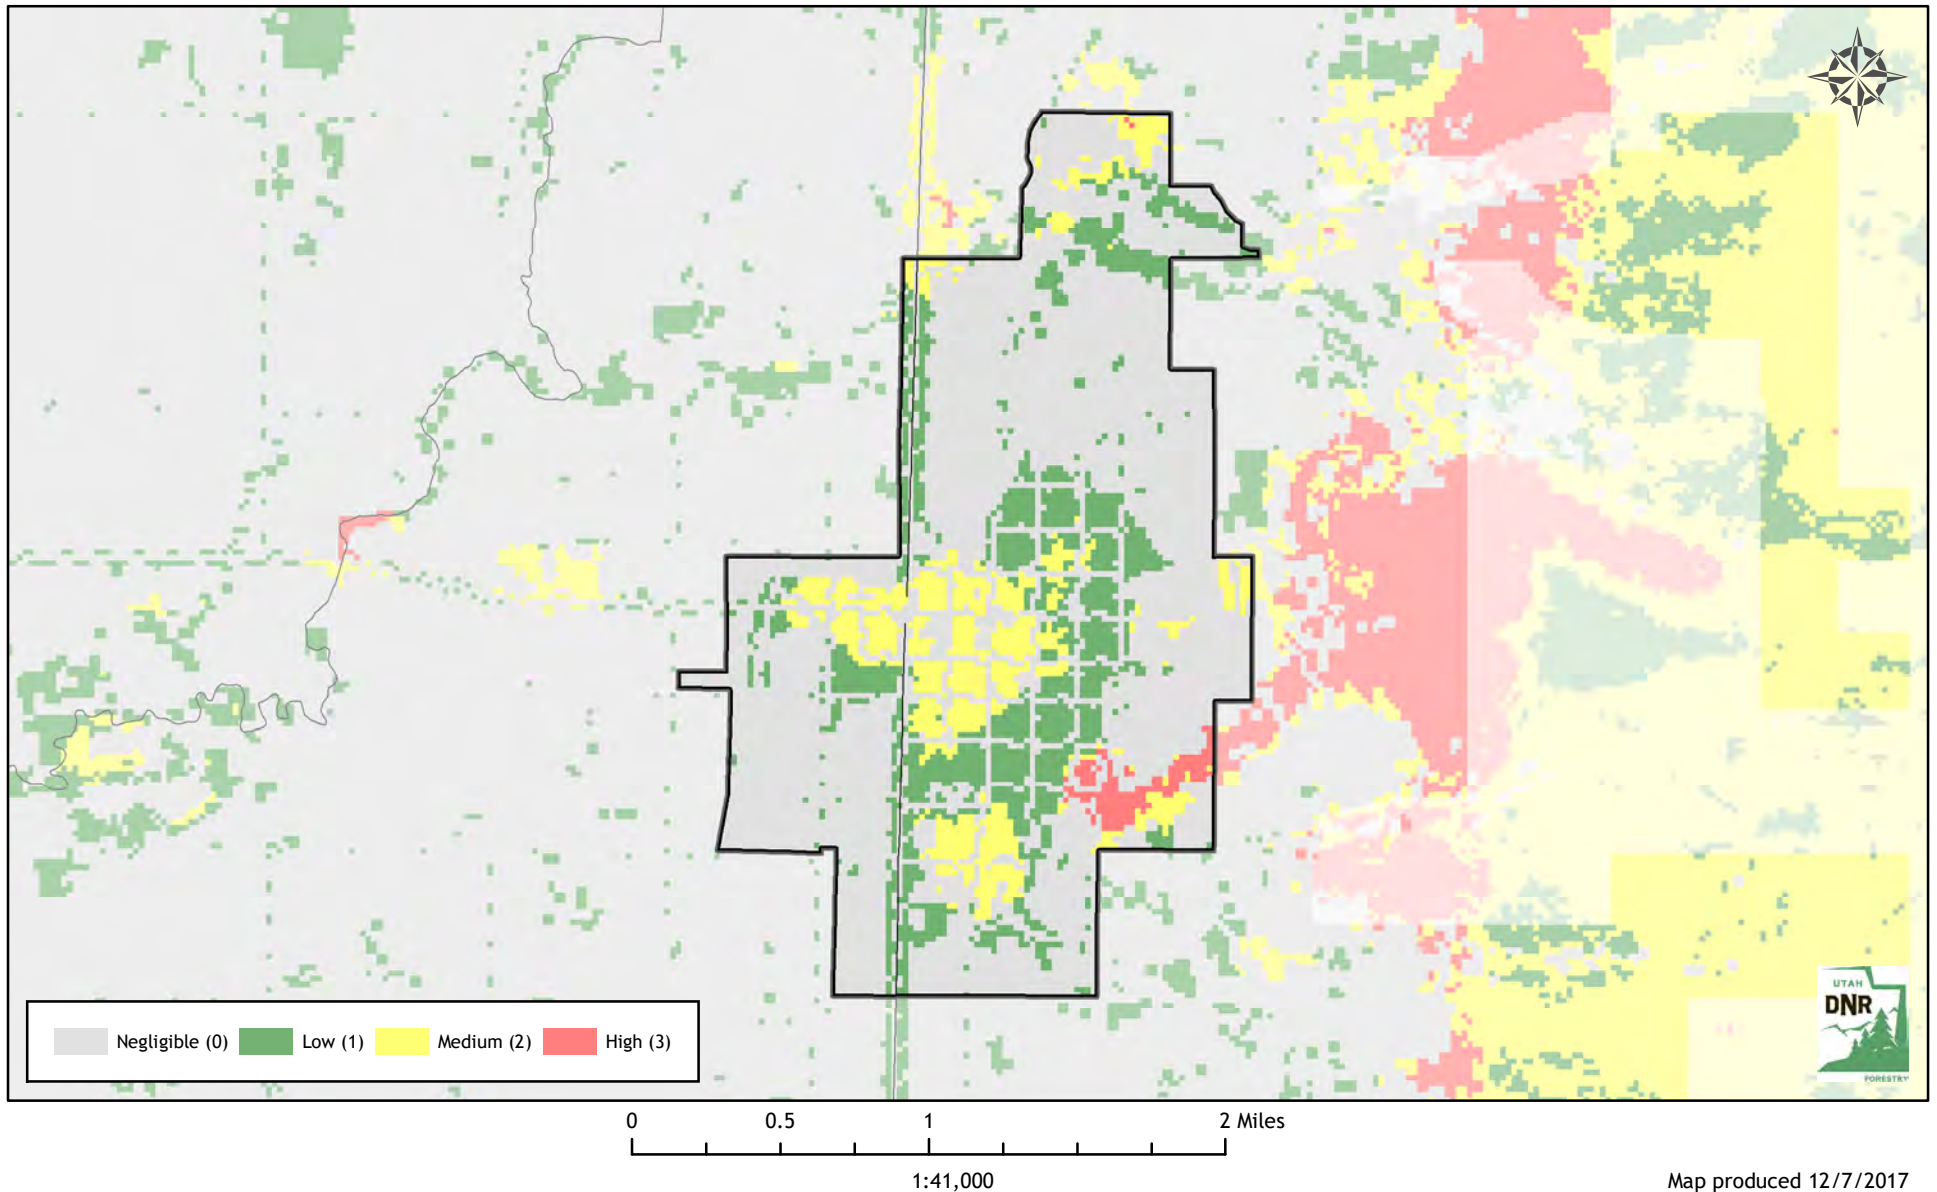 UTAH
DNR
FORESTRY
Negligible (0) Low (1) Medium (2) High (3)
0 0.5 1 2 Miles
1:41,000
Map produced 12/7/2017